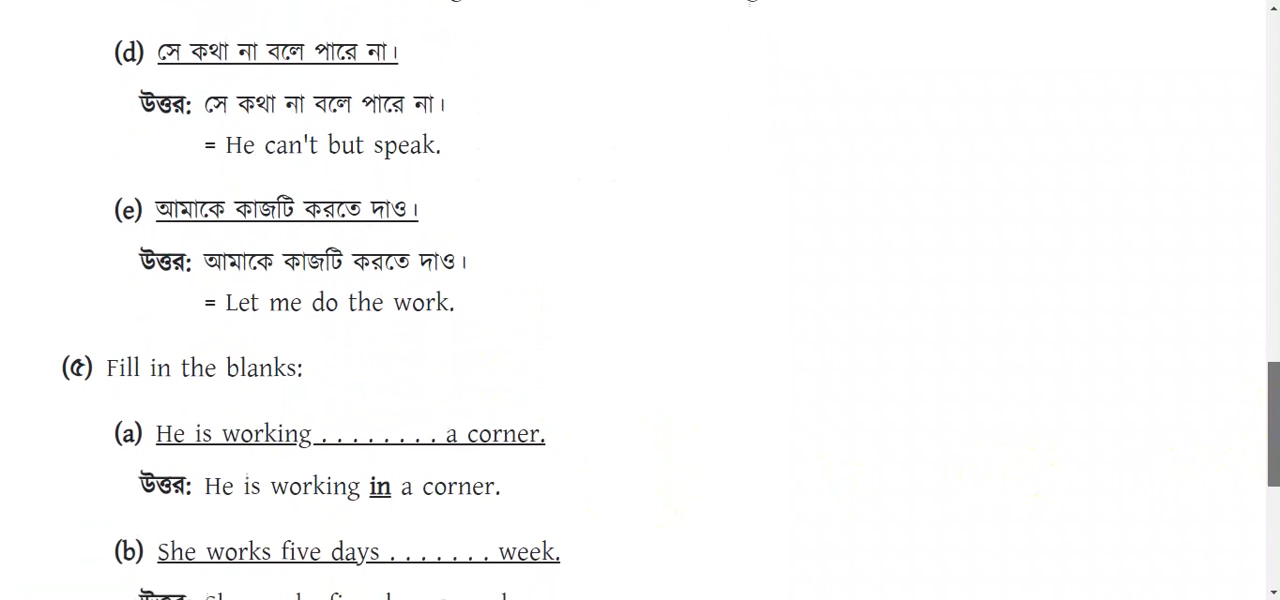 (d) সে কথা না বলে পারে না।
উত্তর: সে কথা না বলে পারে না।
= He can't but speak.
(e) আমাকে কাজটি করতে দাও।
উত্তর: আমাকে কাজটি করতে দাও।
= Let me do the work.
(৫) Fill in the blanks:
(a) He is working . . . . . . . . a corner.
উত্তর: He is working in a corner.
(b) She works five days . . . . . . . week.